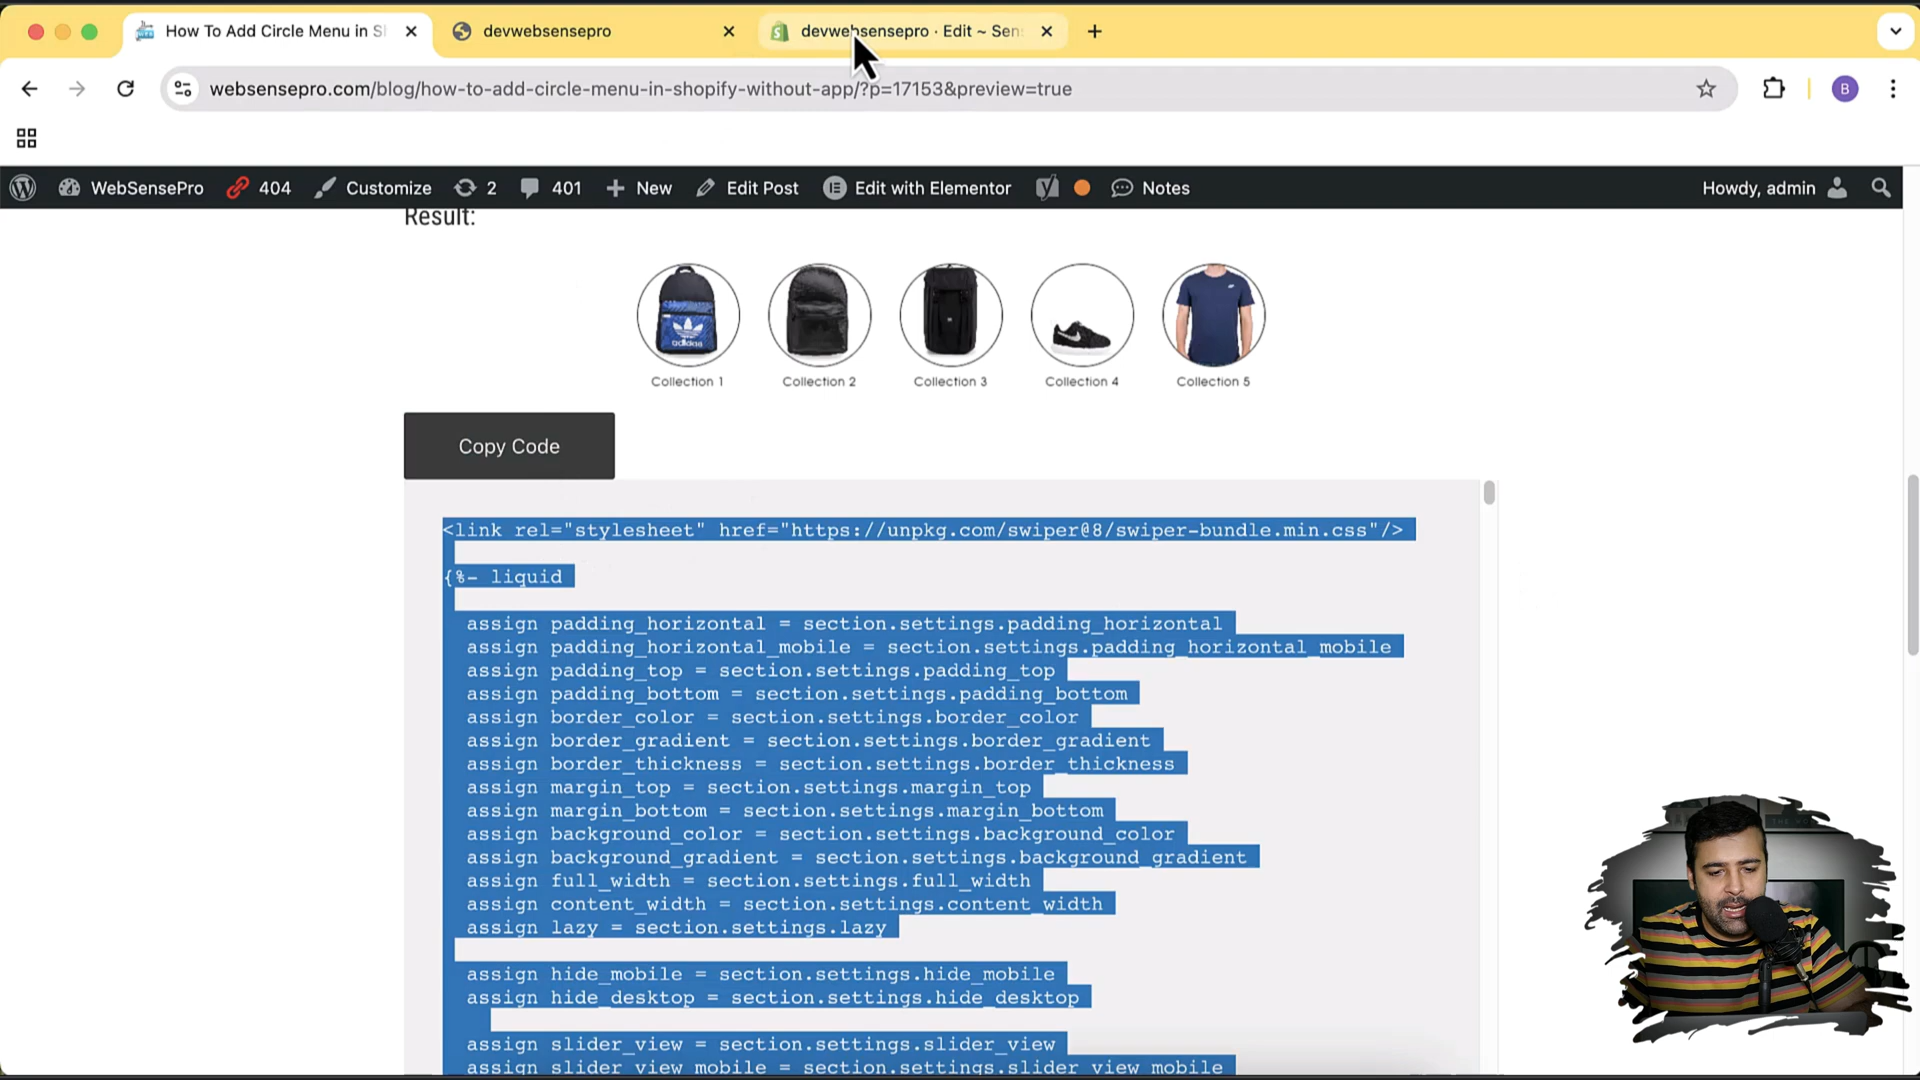 How To Add Circle Menu in S
devwebsensepro
devwebsensepro · Edit ~ Sen
websensepro.com/blog/how-to-add-circle-menu-in-shopify-without-app/?p=17153&preview=true
B
WebSensePro
404
Customize
2
401
New
Edit Post
Edit with Elementor
Notes
Howdy, admin
Result:
adidas
Collection 1
Collection 2
Collection 3
Collection 4
Collection 5
Copy Code
<link rel="stylesheet" href="https://unpkg.com/swiper@8/swiper-bundle.min.css"/>
{%- liquid
assign padding_horizontal = section.settings.padding_horizontal
assign padding_horizontal_mobile = section.settings.padding_horizontal_mobile
assign padding_top = section.settings.padding_top
assign padding_bottom = section.settings.padding_bottom
assign border_color = section.settings.border_color
assign border_gradient = section.settings.border_gradient
assign border_thickness = section.settings.border_thickness
assign margin_top = section.settings.margin_top
assign margin_bottom = section.settings.margin_bottom
assign background_color = section.settings.background_color
assign background_gradient = section.settings.background_gradient
assign full_width = section.settings.full_width
assign content_width = section.settings.content_width
assign lazy = section.settings.lazy
assign hide_mobile = section.settings.hide_mobile
assign hide_desktop = section.settings.hide_desktop
assign slider_view = section.settings.slider_view
assign slider_view_mobile = section.settings.slider_view_mobile